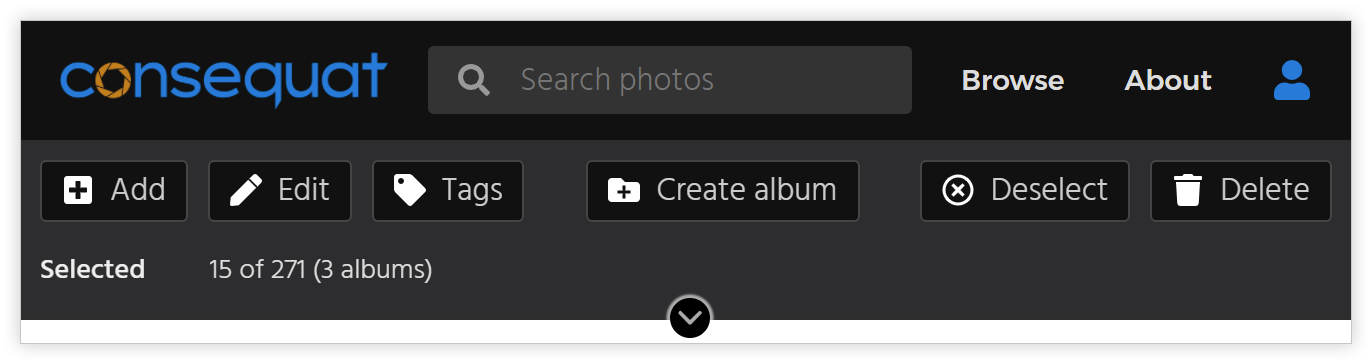 consequat Search photos Browse About
Add Edit Tags Create album Deselect Delete
Selected 15 of 271 (3 albums)